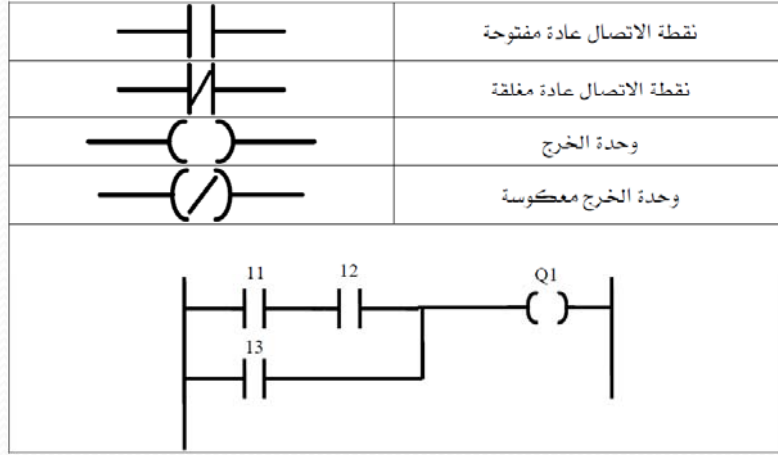 نقطة الاتصال عادة مفتوحة
نقطة الاتصال عادة مغلقة
وحدة الخرج
وحدة الخرج معكوسة
11 12 Q1
13